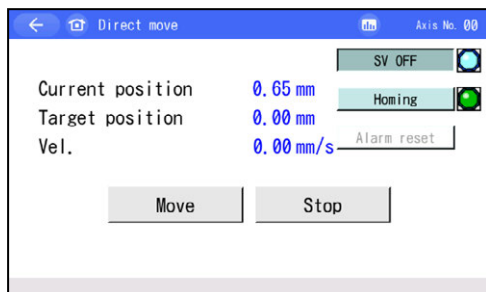 Direct move
Axis No. 00
SV OFF
Current position 0.65 mm
Homing
Target position 0.00 mm
Vel. 0.00 mm/s
Alarm reset
Move
Stop